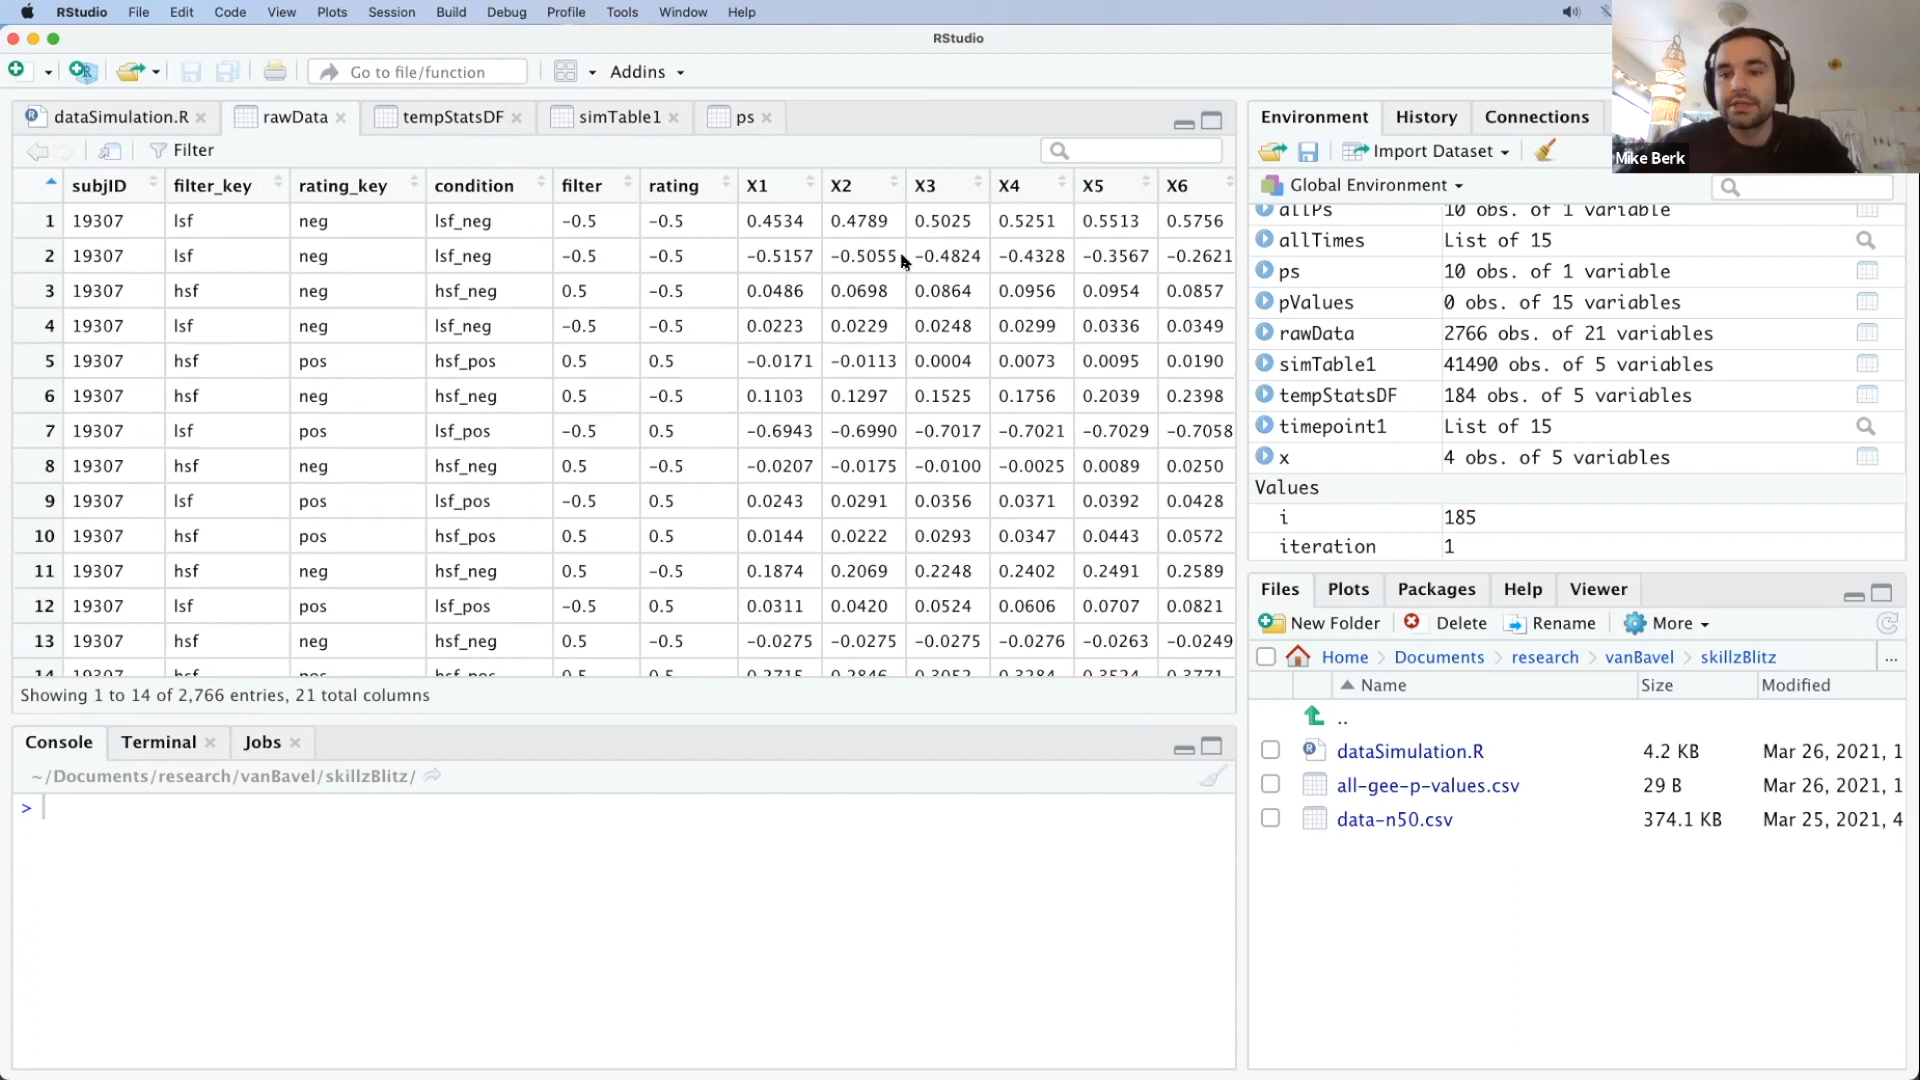 RStudio File Edit Code View Plots Session Build Debug Profile Tools Window Help
RStudio
Go to file/function Addins
dataSimulation.R rawData tempStatsDF simTable1 ps
Filter
subjID filter_key rating_key condition filter rating X1 X2 X3 X4 X5 X6
1 19307 lsf neg lsf_neg -0.5 -0.5 0.4534 0.4789 0.5025 0.5251 0.5513 0.5756
2 19307 lsf neg lsf_neg -0.5 -0.5 -0.5157 -0.5055 -0.4824 -0.4328 -0.3567 -0.2621
3 19307 hsf neg hsf_neg 0.5 -0.5 0.0486 0.0698 0.0864 0.0956 0.0954 0.0857
4 19307 lsf neg lsf_neg -0.5 -0.5 0.0223 0.0229 0.0248 0.0299 0.0336 0.0349
5 19307 hsf pos hsf_pos 0.5 0.5 -0.0171 -0.0113 0.0004 0.0073 0.0095 0.0190
6 19307 hsf neg hsf_neg 0.5 -0.5 0.1103 0.1297 0.1525 0.1756 0.2039 0.2398
7 19307 lsf pos lsf_pos -0.5 0.5 -0.6943 -0.6990 -0.7017 -0.7021 -0.7029 -0.7058
8 19307 hsf neg hsf_neg 0.5 -0.5 -0.0207 -0.0175 -0.0100 -0.0025 0.0089 0.0250
9 19307 lsf pos lsf_pos -0.5 0.5 0.0243 0.0291 0.0356 0.0371 0.0392 0.0428
10 19307 hsf pos hsf_pos 0.5 0.5 0.0144 0.0222 0.0293 0.0347 0.0443 0.0572
11 19307 hsf neg hsf_neg 0.5 -0.5 0.1874 0.2069 0.2248 0.2402 0.2491 0.2589
12 19307 lsf pos lsf_pos -0.5 0.5 0.0311 0.0420 0.0524 0.0606 0.0707 0.0821
13 19307 hsf neg hsf_neg 0.5 -0.5 -0.0275 -0.0275 -0.0275 -0.0276 -0.0263 -0.0249
Showing 1 to 14 of 2,766 entries, 21 total columns
Console Terminal Jobs
~/Documents/research/vanBavel/skillzBlitz/
>
Environment History Connections
Import Dataset
Global Environment
allPs 10 obs. of 1 variable
allTimes List of 15
ps 10 obs. of 1 variable
pValues 0 obs. of 15 variables
rawData 2766 obs. of 21 variables
simTable1 41490 obs. of 5 variables
tempStatsDF 184 obs. of 5 variables
timepoint1 List of 15
x 4 obs. of 5 variables
Values
i 185
iteration 1
Files Plots Packages Help Viewer
New Folder Delete Rename More
Home Documents research vanBavel skillzBlitz ...
Name Size Modified
..
dataSimulation.R 4.2 KB Mar 26, 2021, 1
all-gee-p-values.csv 29 B Mar 26, 2021, 1
data-n50.csv 374.1 KB Mar 25, 2021, 4
Mike Berk